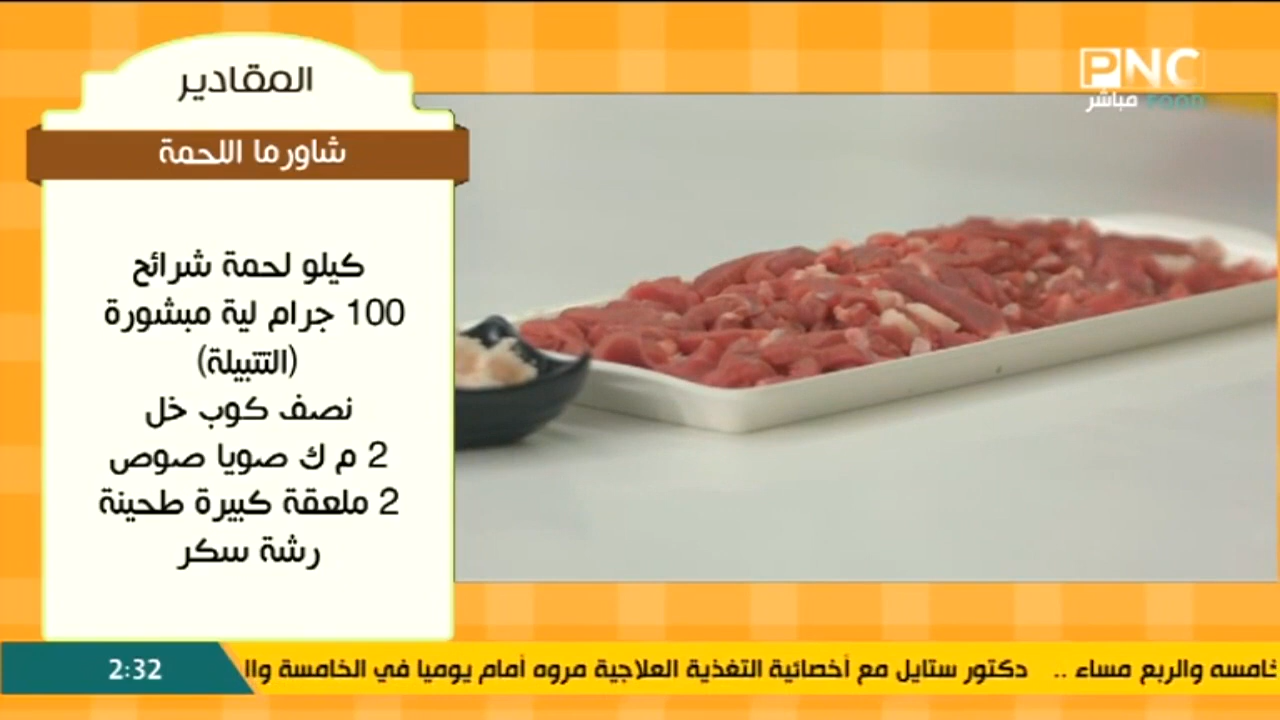 المقادير
شاورما اللحمة
كيلو لحمة شرائح
100 جرام لية مبشورة
(التتبيلة)
نصف كوب خل
2 م ك صويا صوص
2 ملعقة كبيرة طحينة
رشة سكر
PNC
FOOD مباشر
خامسه والربع مساء .. دكتور ستايل مع أخصائية التغذية العلاجية مروه أمام يوميا في الخامسة وال
2:32